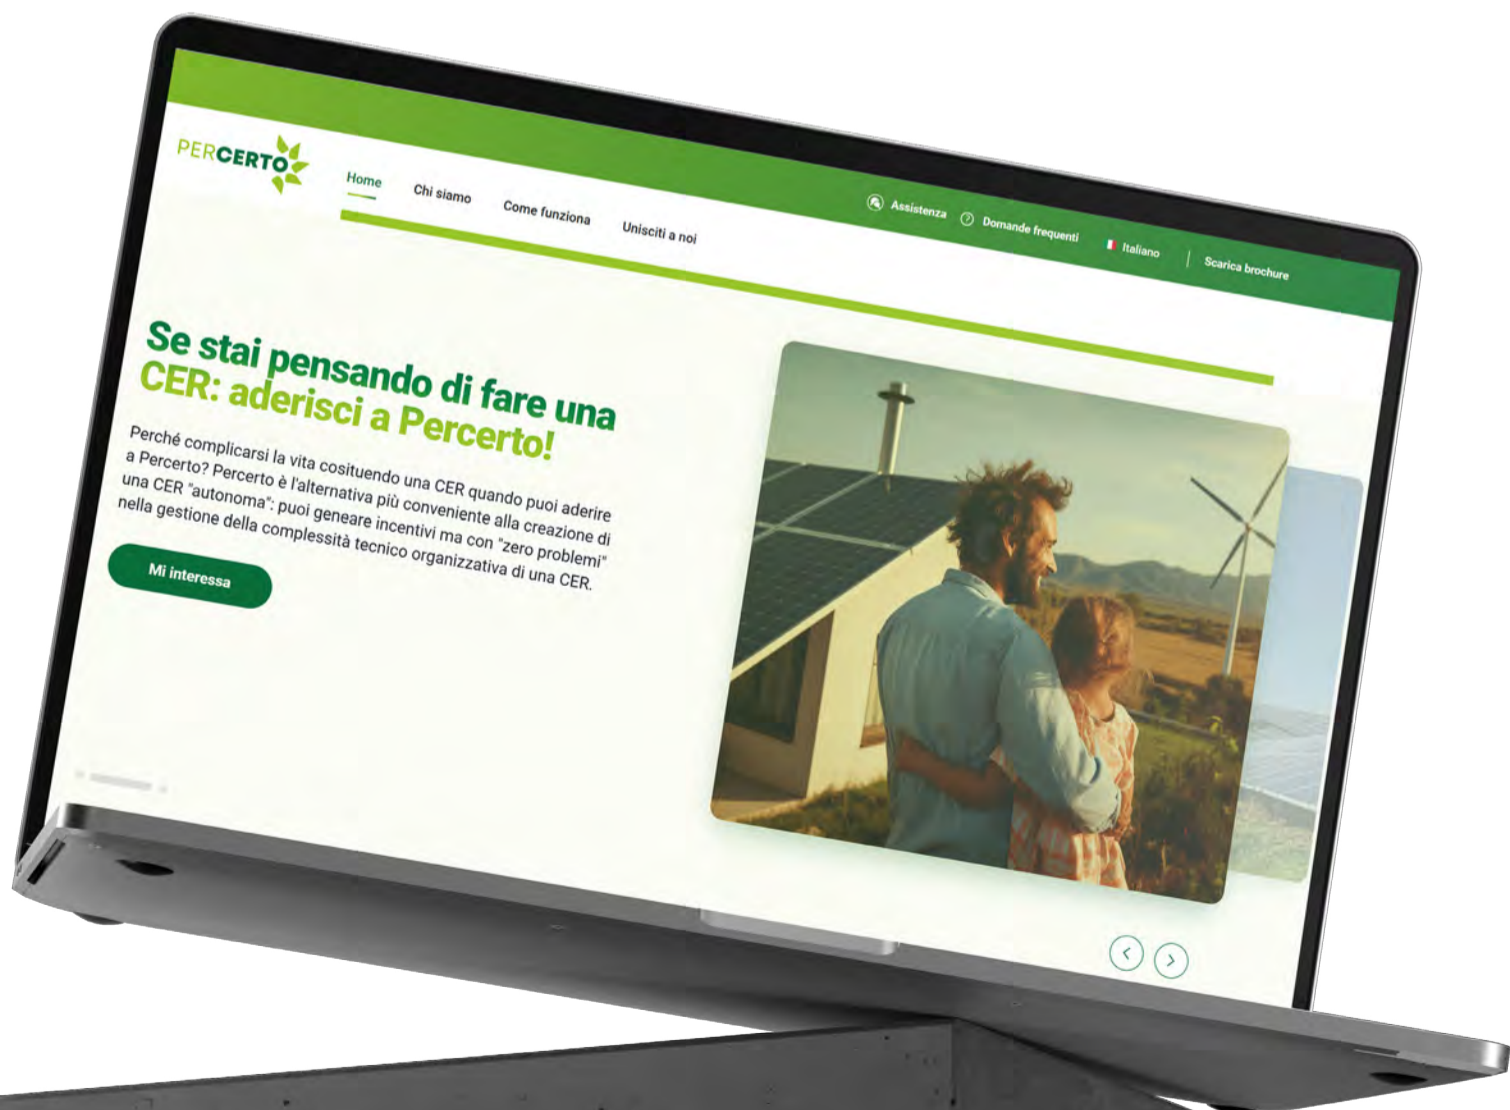 Assistenza
Domande frequenti
Italiano
Scarica brochure
PERCERTO
Home
Chi siamo
Come funziona
Unisciti a noi
Se stai pensando di fare una
CER: aderisci a Percerto!
Perché complicarsi la vita cosituendo una CER quando puoi aderire
a Percerto? Percerto è l'alternativa più conveniente alla creazione di
una CER "autonoma": puoi geneare incentivi ma con "zero problemi"
nella gestione della complessità tecnico organizzativa di una CER.
Mi interessa